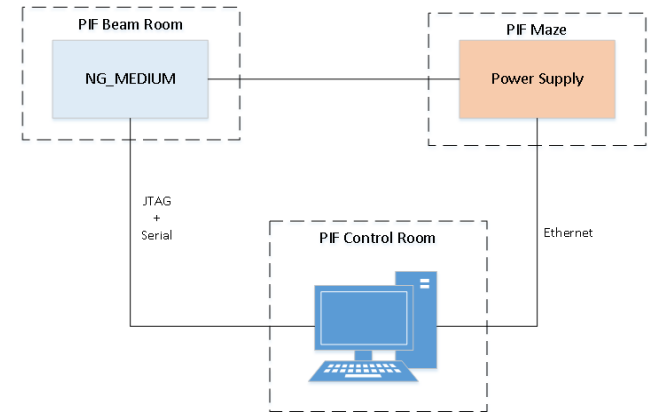 PIF Beam Room
NG_MEDIUM
PIF Maze
Power Supply
JTAG
+
Serial
PIF Control Room
Ethernet